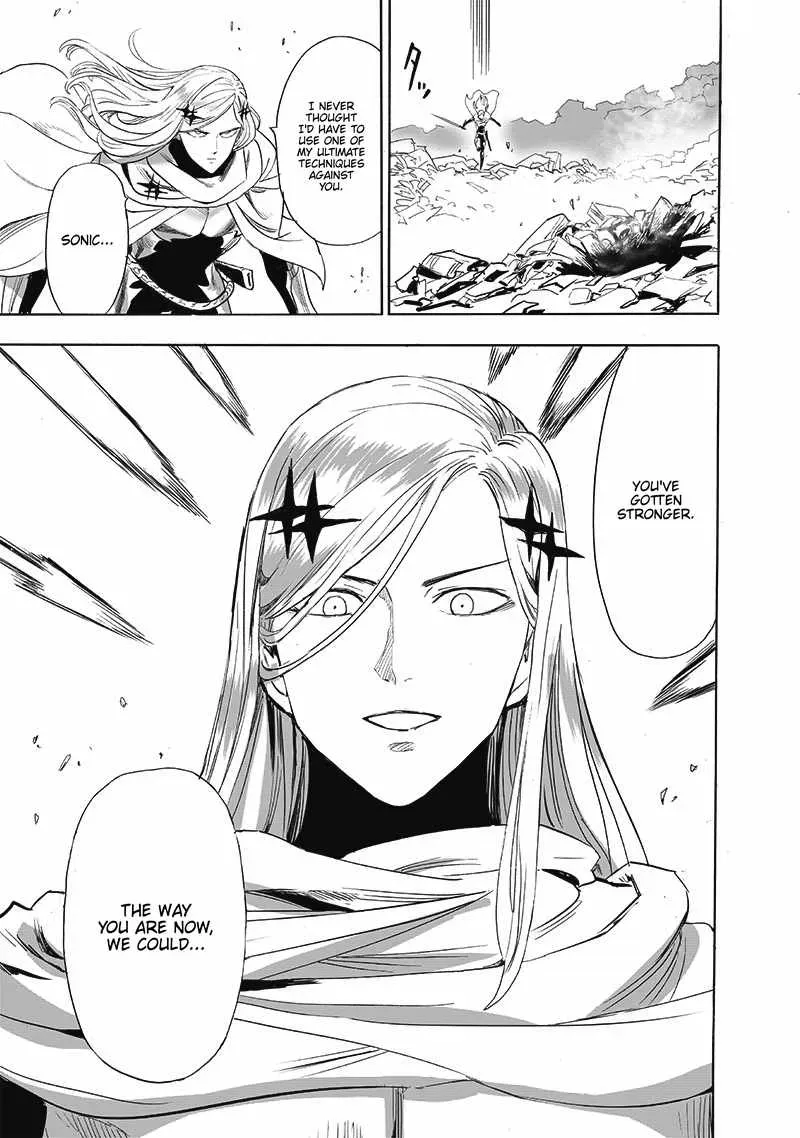 タッ
I NEVER
THOUGHT
I'D HAVE TO
USE ONE OF
MY ULTIMATE
TECHNIQUES
AGAINST
YOU.
SONIC...
YOU'VE
GOTTEN
STRONGER.
THE WAY
YOU ARE NOW,
WE COULD...